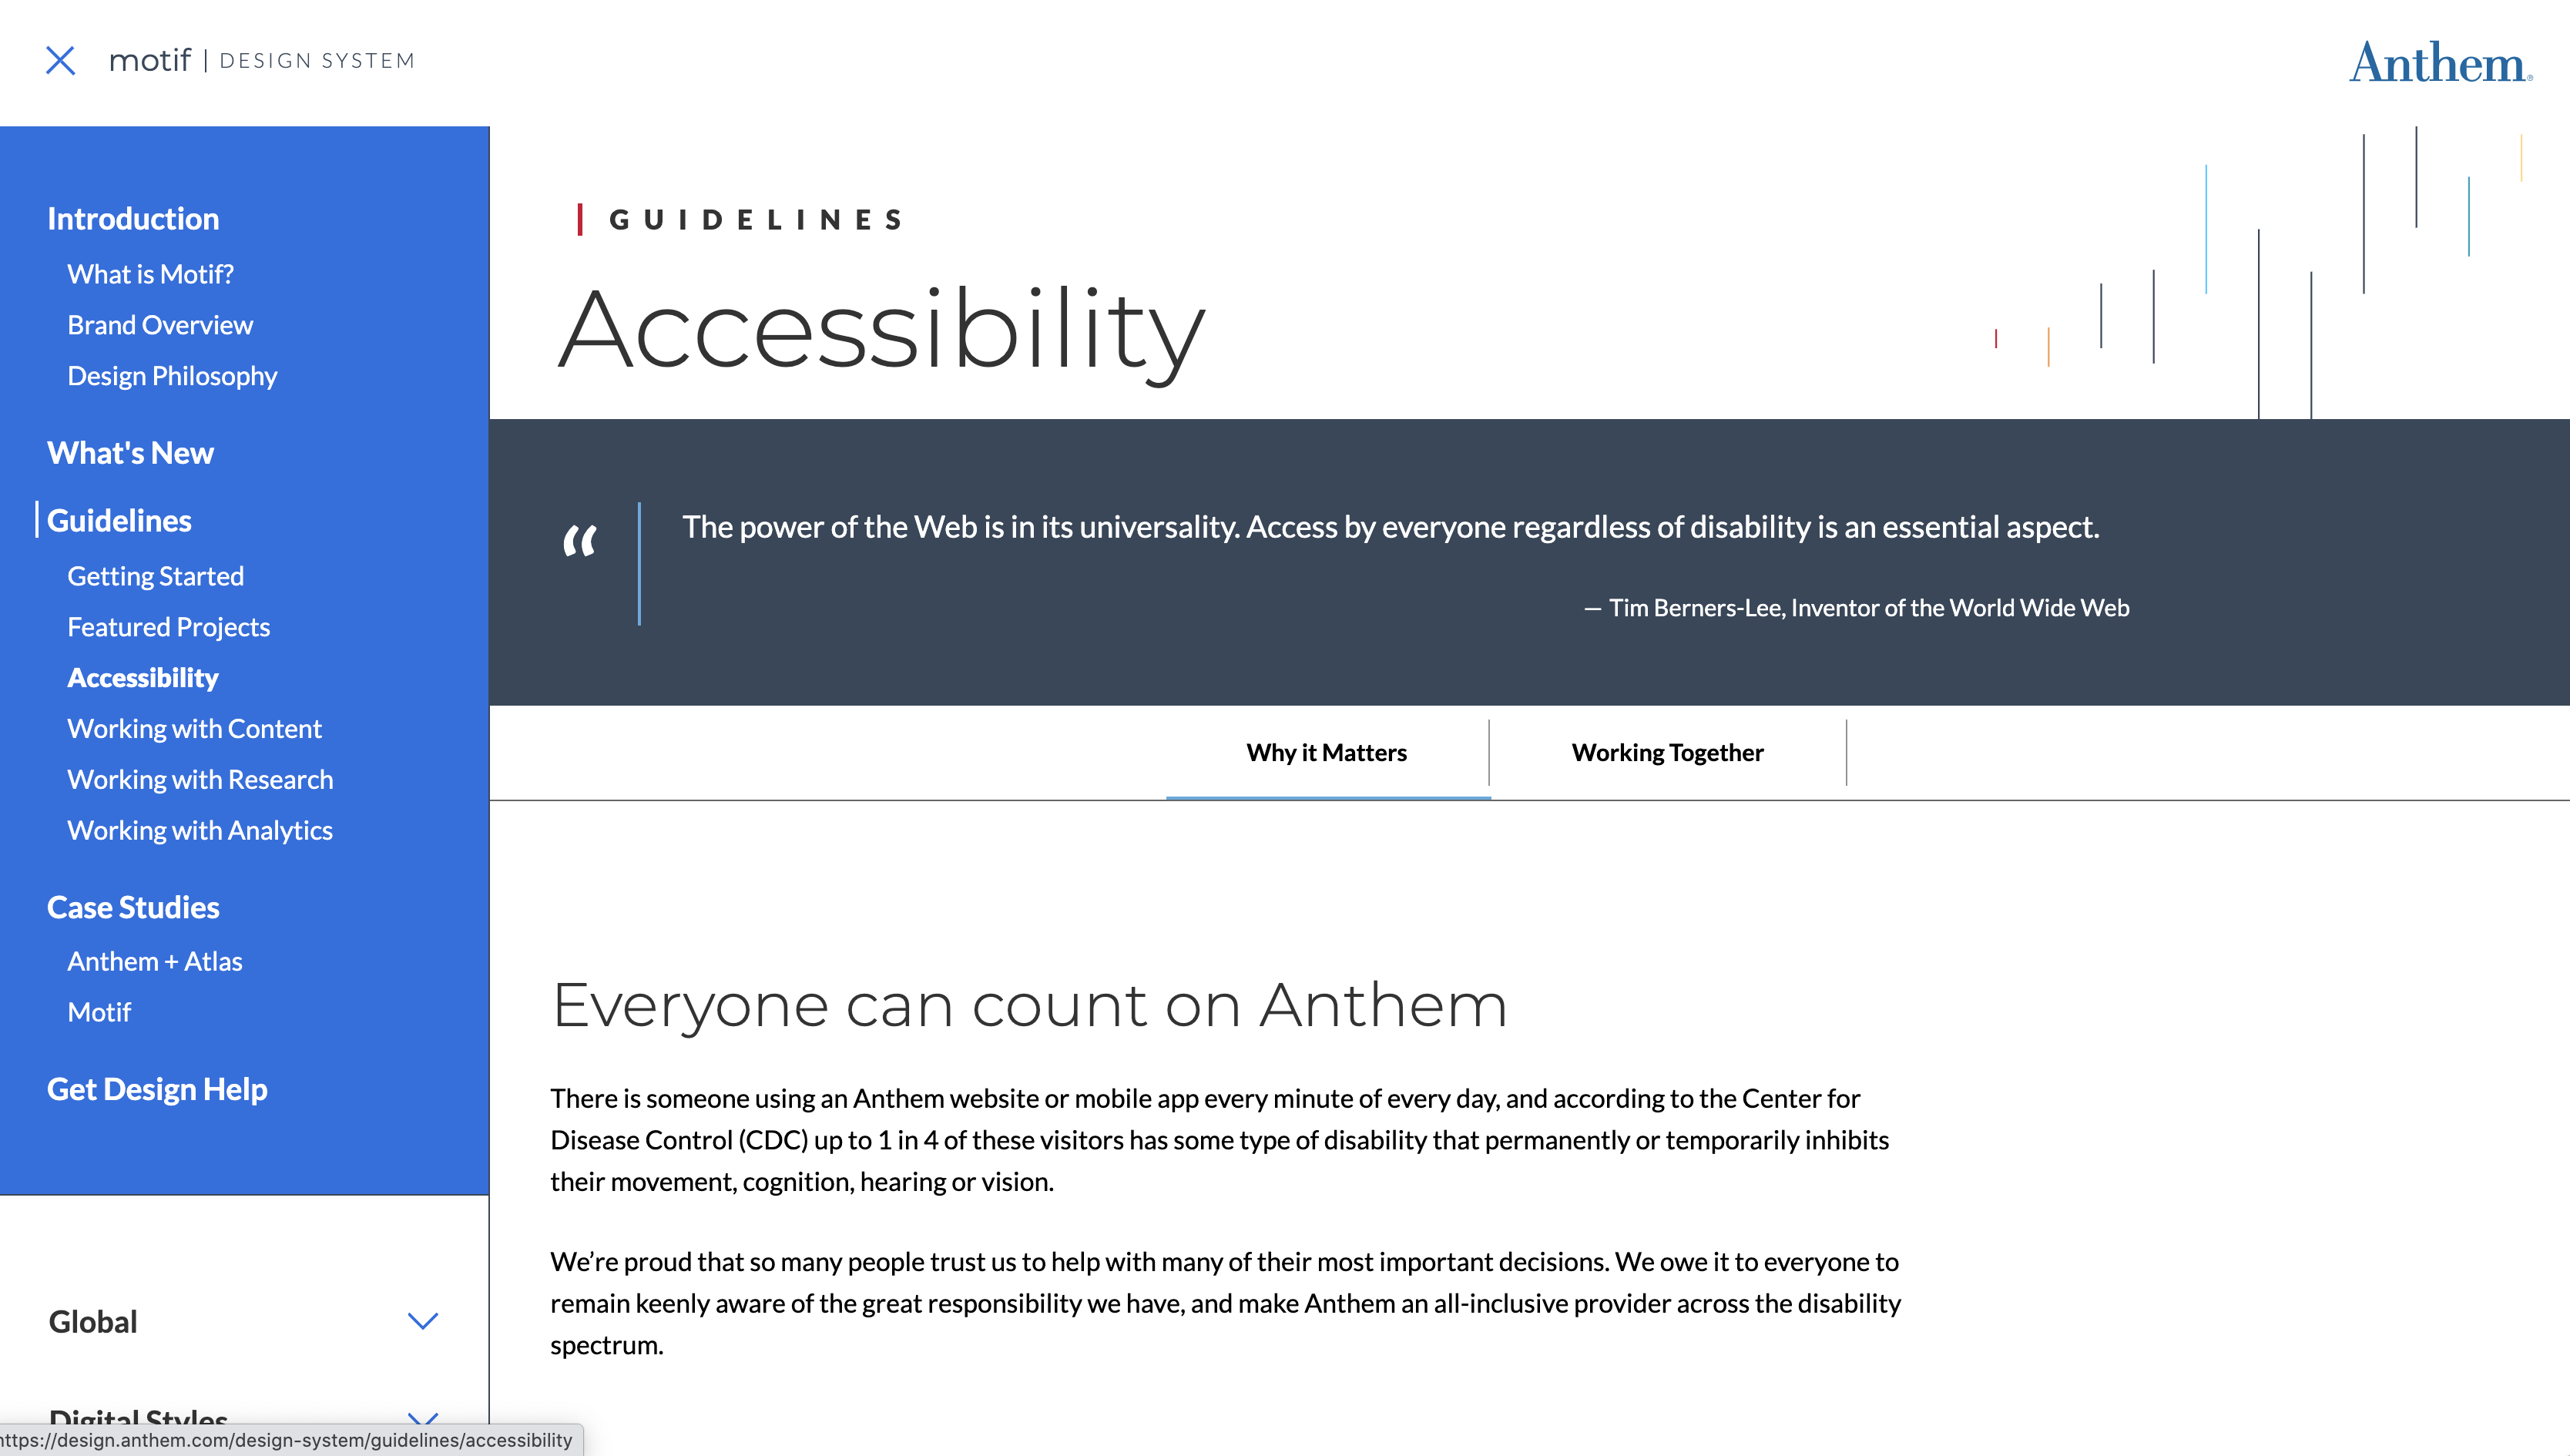 motif | DESIGN SYSTEM
Anthem®
Introduction
What is Motif?
Brand Overview
Design Philosophy
What's New
Guidelines
Getting Started
Featured Projects
Accessibility
Working with Content
Working with Research
Working with Analytics
Case Studies
Anthem + Atlas
Motif
Get Design Help
Global
Digital Styles
https://design.anthem.com/design-system/guidelines/accessibility
GUIDELINES
Accessibility
“
The power of the Web is in its universality. Access by everyone regardless of disability is an essential aspect.
— Tim Berners-Lee, Inventor of the World Wide Web
Why it Matters
Working Together
Everyone can count on Anthem
There is someone using an Anthem website or mobile app every minute of every day, and according to the Center for
Disease Control (CDC) up to 1 in 4 of these visitors has some type of disability that permanently or temporarily inhibits
their movement, cognition, hearing or vision.
We’re proud that so many people trust us to help with many of their most important decisions. We owe it to everyone to
remain keenly aware of the great responsibility we have, and make Anthem an all-inclusive provider across the disability
spectrum.